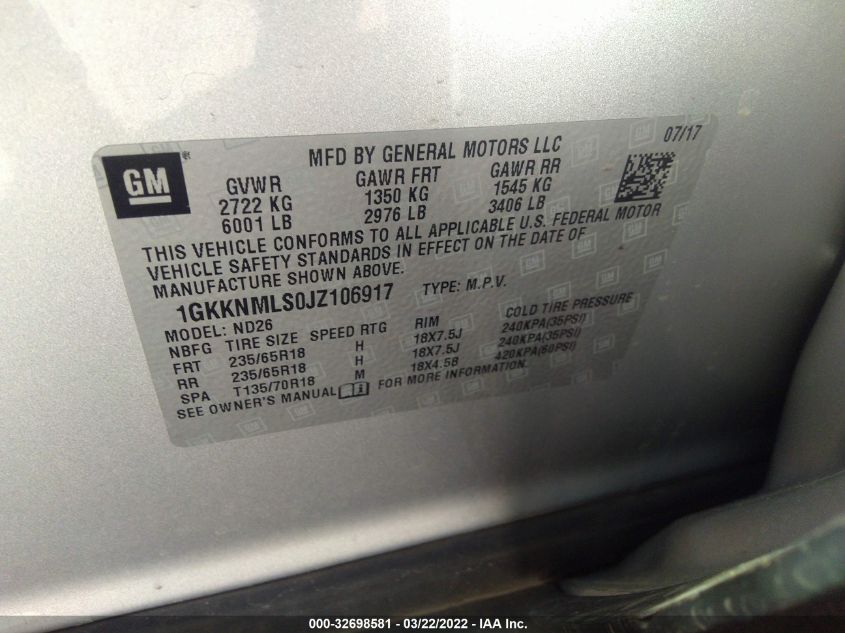 GM
MFD BY GENERAL MOTORS LLC
07/17
GVWR GAWR FRT GAWR RR
2722 KG 1350 KG 1545 KG
6001 LB 2976 LB 3406 LB
THIS VEHICLE CONFORMS TO ALL APPLICABLE U.S. FEDERAL MOTOR
VEHICLE SAFETY STANDARDS IN EFFECT ON THE DATE OF
MANUFACTURE SHOWN ABOVE.
1GKKNMLS0JZ106917 TYPE: M.P.V.
MODEL: ND26
NBFG TIRE SIZE SPEED RTG RIM COLD TIRE PRESSURE
FRT 235/65R18 H 18X7.5J 240KPA(35PSI)
RR 235/65R18 H 18X7.5J 240KPA(35PSI)
SPA T135/70R18 M 18X4.5B 420KPA(60PSI)
SEE OWNER'S MANUAL FOR MORE INFORMATION.
000-32698581 - 03/22/2022 - IAA Inc.